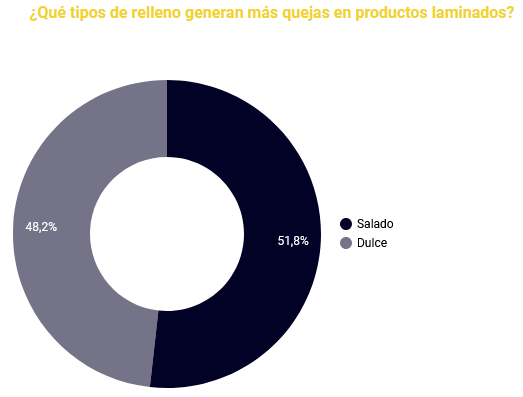 ¿Qué tipos de relleno generan más quejas en productos laminados?
48,2%
51,8%
Salado
Dulce